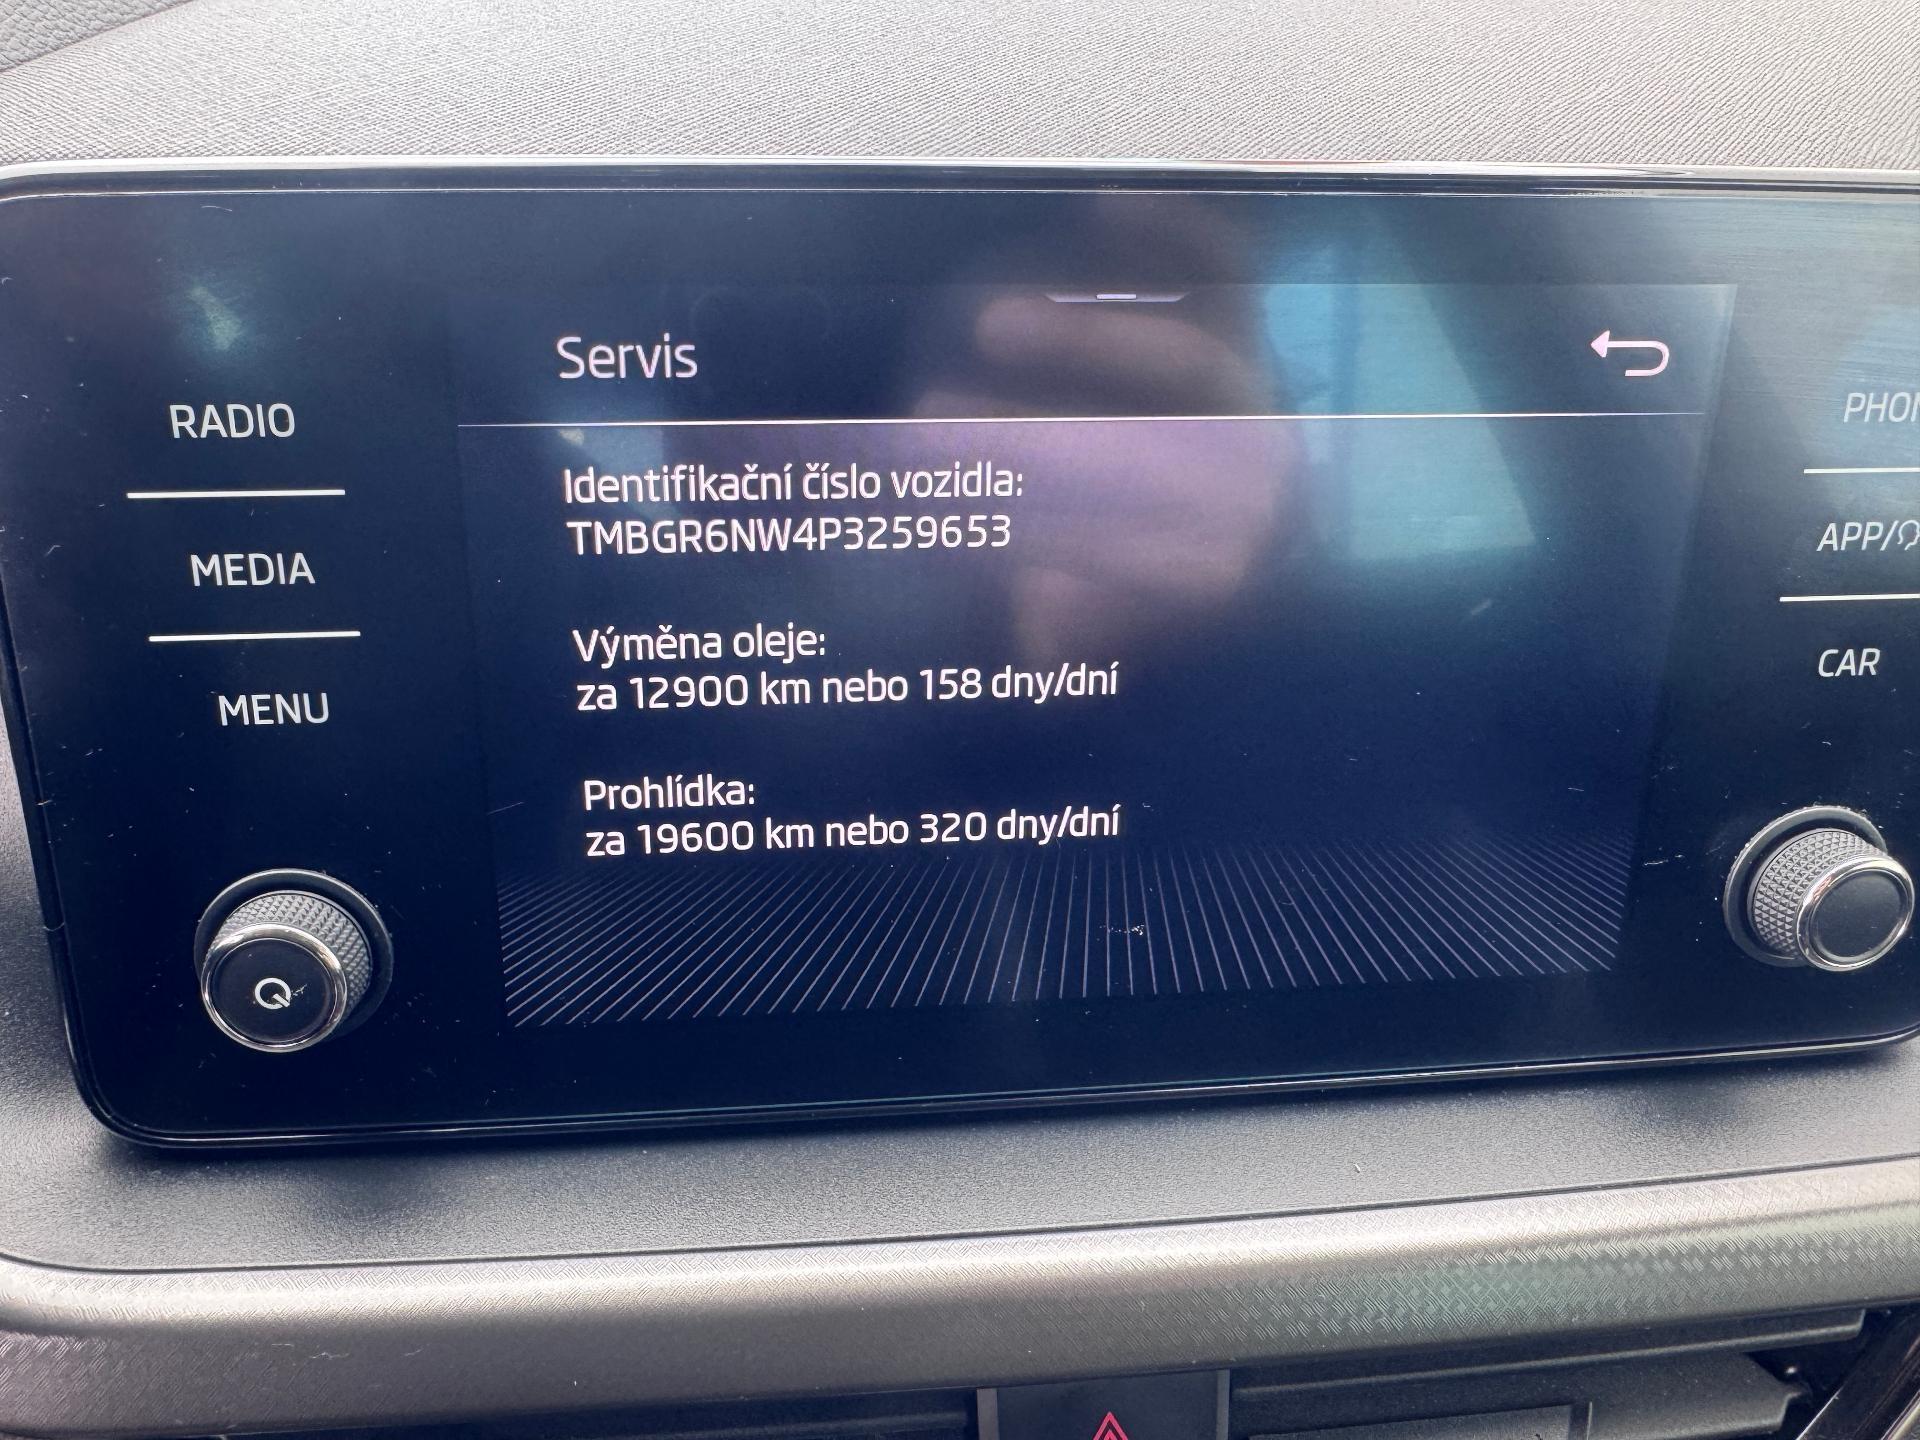 Servis
RADIO
MEDIA
MENU
Identifikační číslo vozidla:
TMBGR6NW4P3259653
Výměna oleje:
za 12900 km nebo 158 dny/dní
Prohlídka:
za 19600 km nebo 320 dny/dní
PHON
APP/
CAR